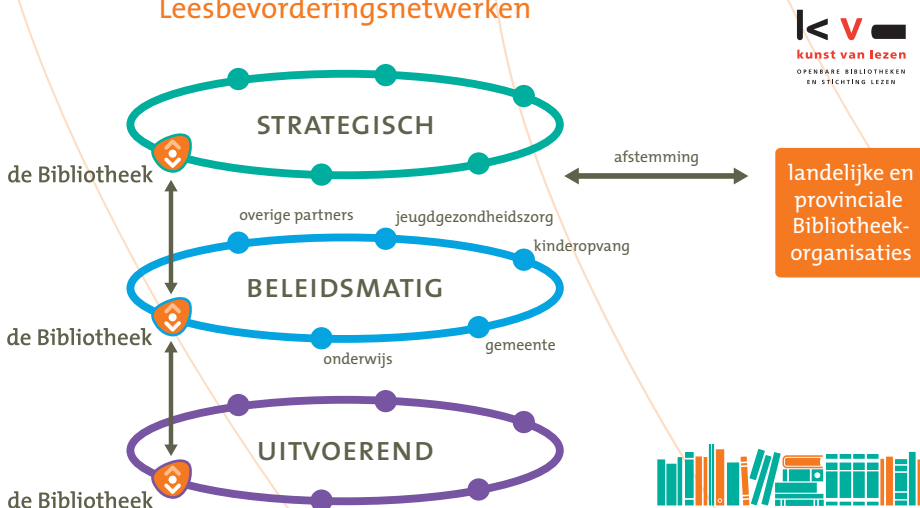 Leesbevorderingsnetwerken
kunst van lezen
OPENBARE BIBLIOTHEKEN
EN STICHTING LEZEN
STRATEGISCH
de Bibliotheek
afstemming
landelijke en
provinciale
Bibliotheek-
organisaties
overige partners
jeugdgezondheidszorg
kinderopvang
BELEIDSMATIG
de Bibliotheek
onderwijs
gemeente
UITVOEREND
de Bibliotheek